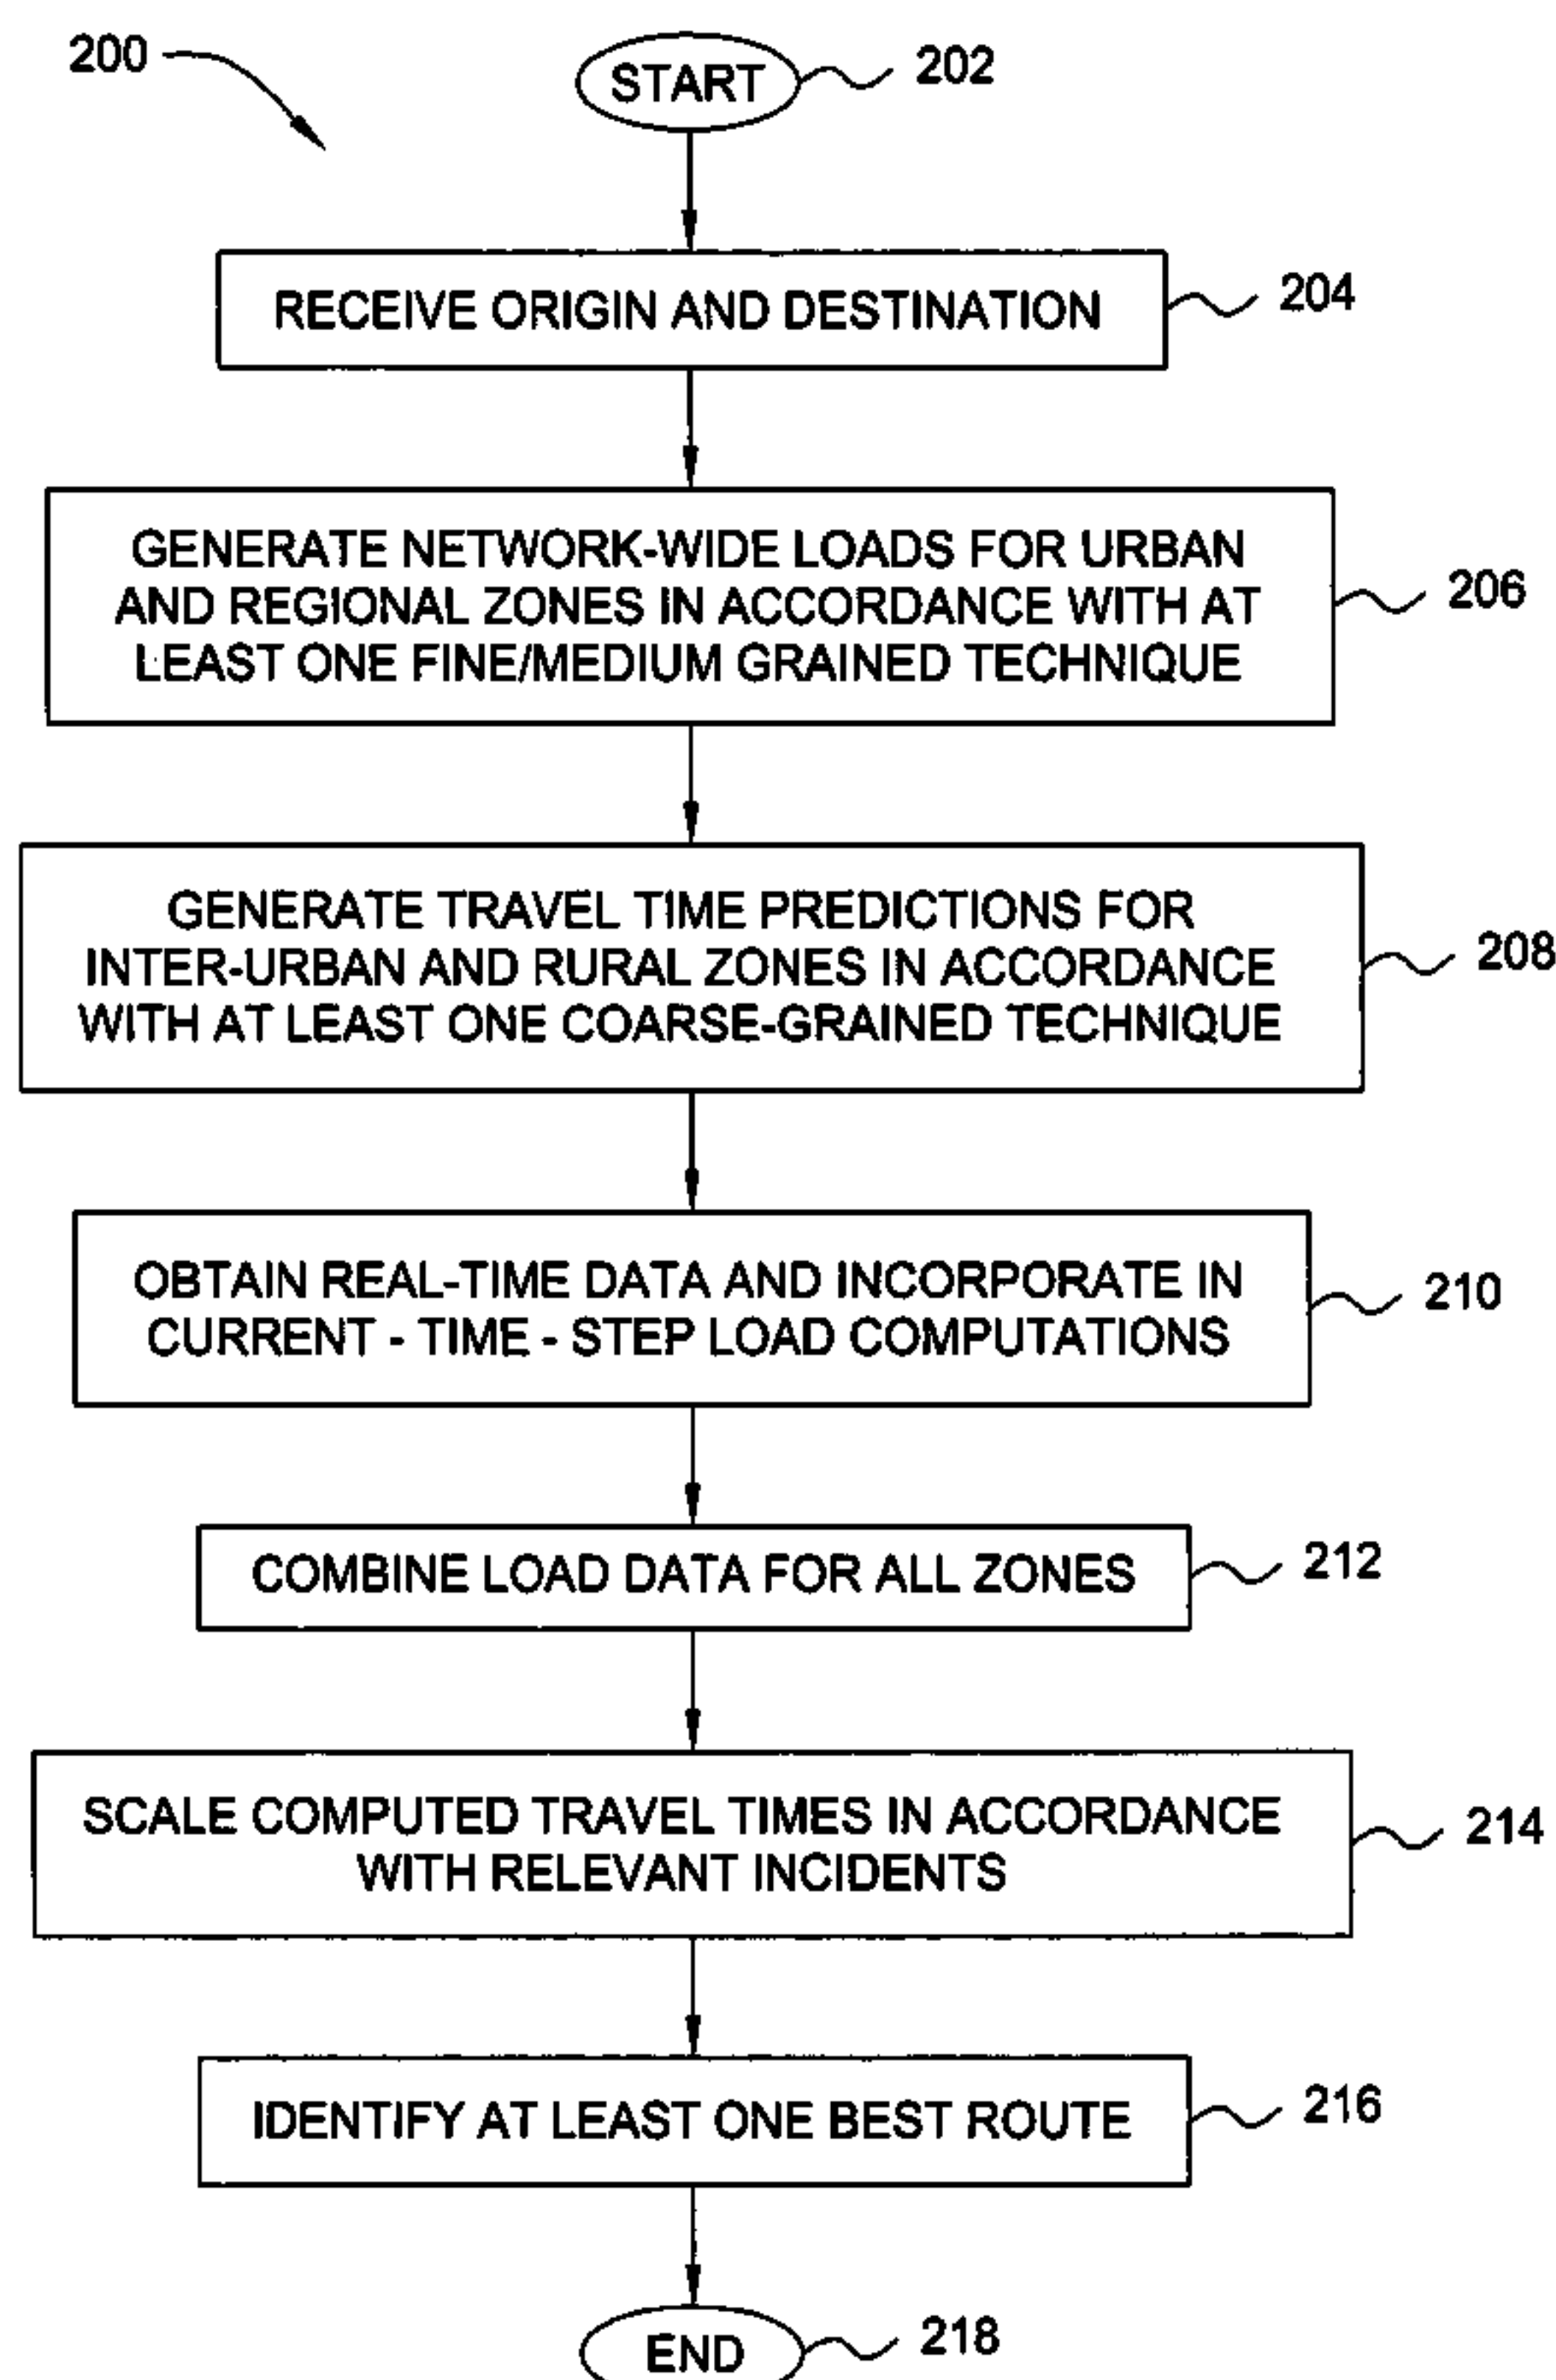 200
START
202
RECEIVE ORIGIN AND DESTINATION
204
GENERATE NETWORK-WIDE LOADS FOR URBAN
AND REGIONAL ZONES IN ACCORDANCE WITH AT
LEAST ONE FINE/MEDIUM GRAINED TECHNIQUE
206
GENERATE TRAVEL TIME PREDICTIONS FOR
INTER-URBAN AND RURAL ZONES IN ACCORDANCE
WITH AT LEAST ONE COARSE-GRAINED TECHNIQUE
208
OBTAIN REAL-TIME DATA AND INCORPORATE IN
CURRENT - TIME - STEP LOAD COMPUTATIONS
210
COMBINE LOAD DATA FOR ALL ZONES
212
SCALE COMPUTED TRAVEL TIMES IN ACCORDANCE
WITH RELEVANT INCIDENTS
214
IDENTIFY AT LEAST ONE BEST ROUTE
216
END
218